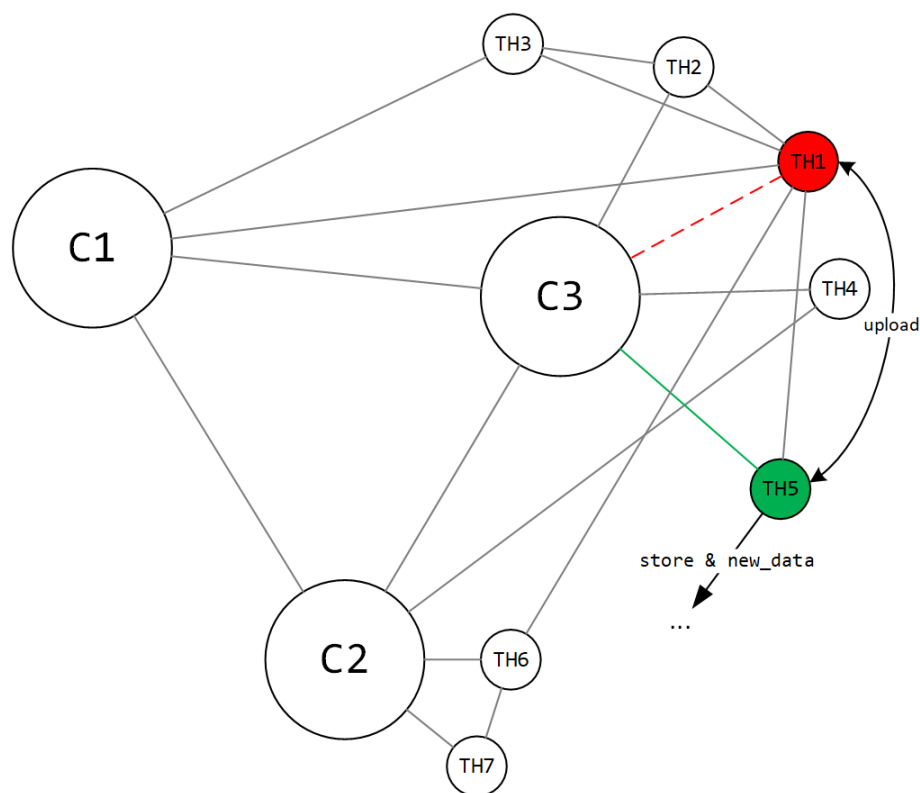 TH3
TH2
TH1
C1
C3
TH4
upload
TH5
store & new_data
...
C2
TH6
TH7